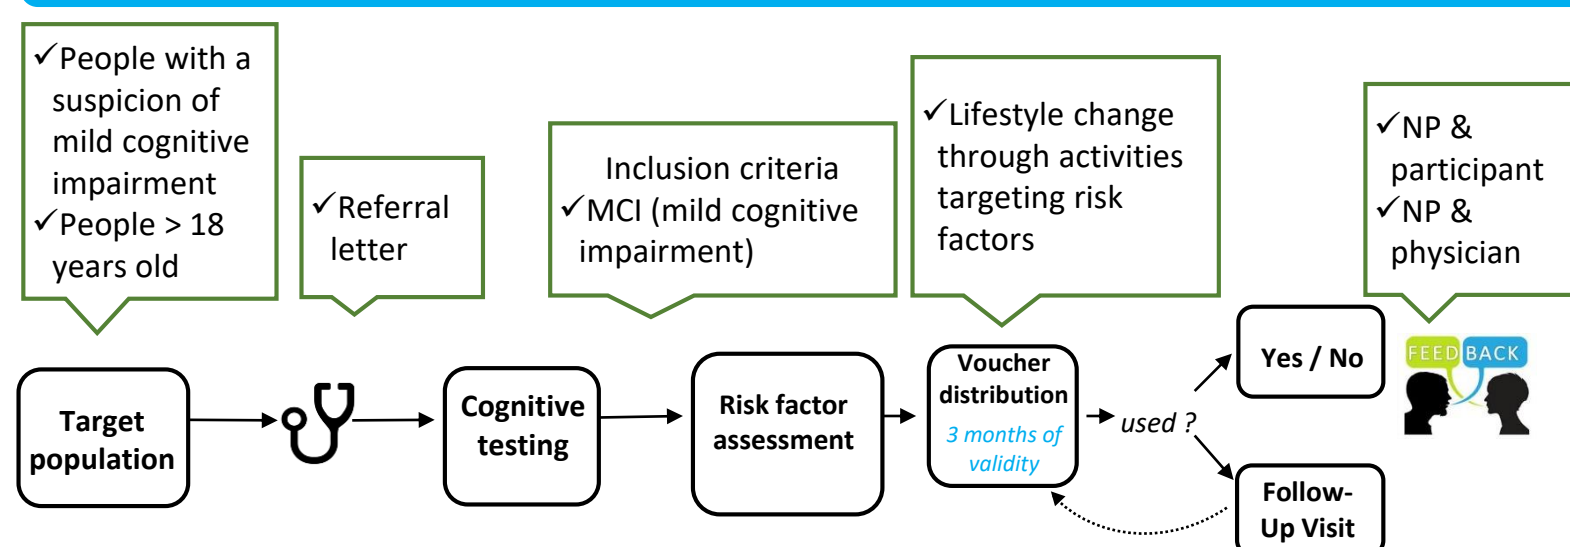 ✓People with a
suspicion of
mild cognitive
impairment
✓People > 18
years old
✓Referral
letter
Inclusion criteria
✓MCI (mild cognitive
impairment)
✓Lifestyle change
through activities
targeting risk
factors
✓NP &
participant
✓NP &
physician
Target
population
Cognitive
testing
Risk factor
assessment
Voucher
distribution
3 months of
validity
used ?
Yes / No
Follow-
Up Visit
FEED BACK